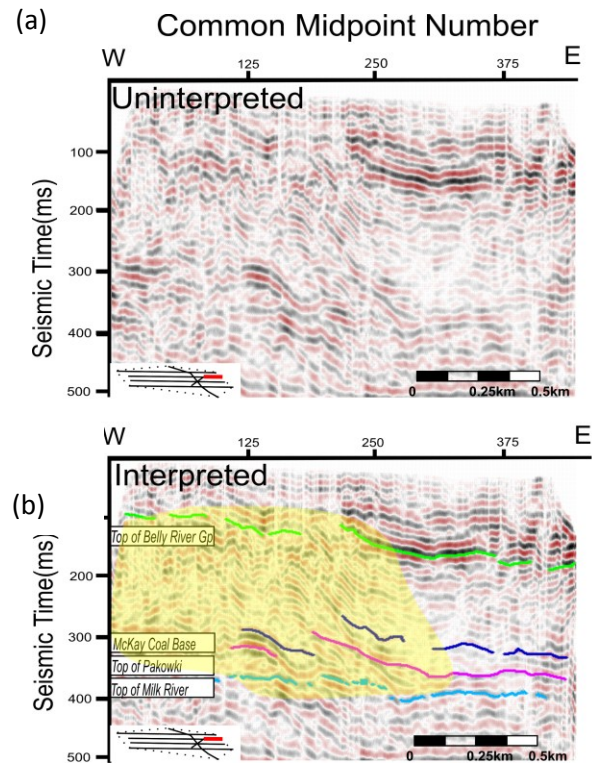 (a) Common Midpoint Number
W E
125 250 375
Uninterpreted
Seismic Time(ms)
100
200
300
400
500
0 0.25km 0.5km
W E
125 250 375
(b)
Interpreted
Seismic Time(ms)
Top of Belly River Gp
200
300
McKay Coal Base
Top of Pakowki
Top of Milk River
400
500
0 0.25km 0.5km